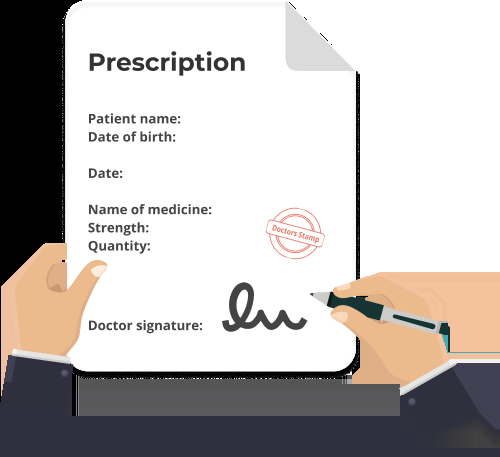 Prescription
Patient name:
Date of birth:
Date:
Name of medicine:
Strength:
Quantity:
Doctors Stamp
Doctor signature: